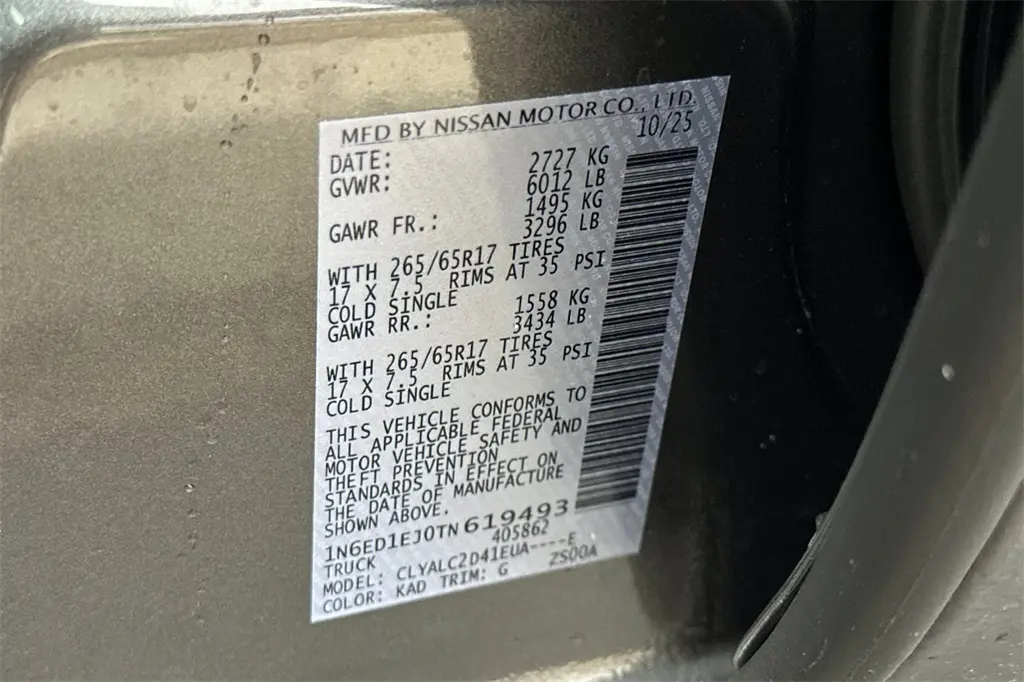 MFD BY NISSAN MOTOR CO., LTD.
DATE: 10/25
GVWR: 2727 KG
6012 LB
GAWR FR.: 1495 KG
3296 LB
WITH 265/65R17 TIRES
17 X 7.5 RIMS AT 35 PSI
COLD SINGLE
GAWR RR.: 1558 KG
3434 LB
WITH 265/65R17 TIRES
17 X 7.5 RIMS AT 35 PSI
COLD SINGLE
THIS VEHICLE CONFORMS TO
ALL APPLICABLE FEDERAL
MOTOR VEHICLE SAFETY AND
THEFT PREVENTION
STANDARDS IN EFFECT ON
THE DATE OF MANUFACTURE
SHOWN ABOVE.
1N6ED1EJ0TN619493
TRUCK 405862
MODEL: CLYALC2D41EUA----E
COLOR: KAD TRIM: G ZS00A